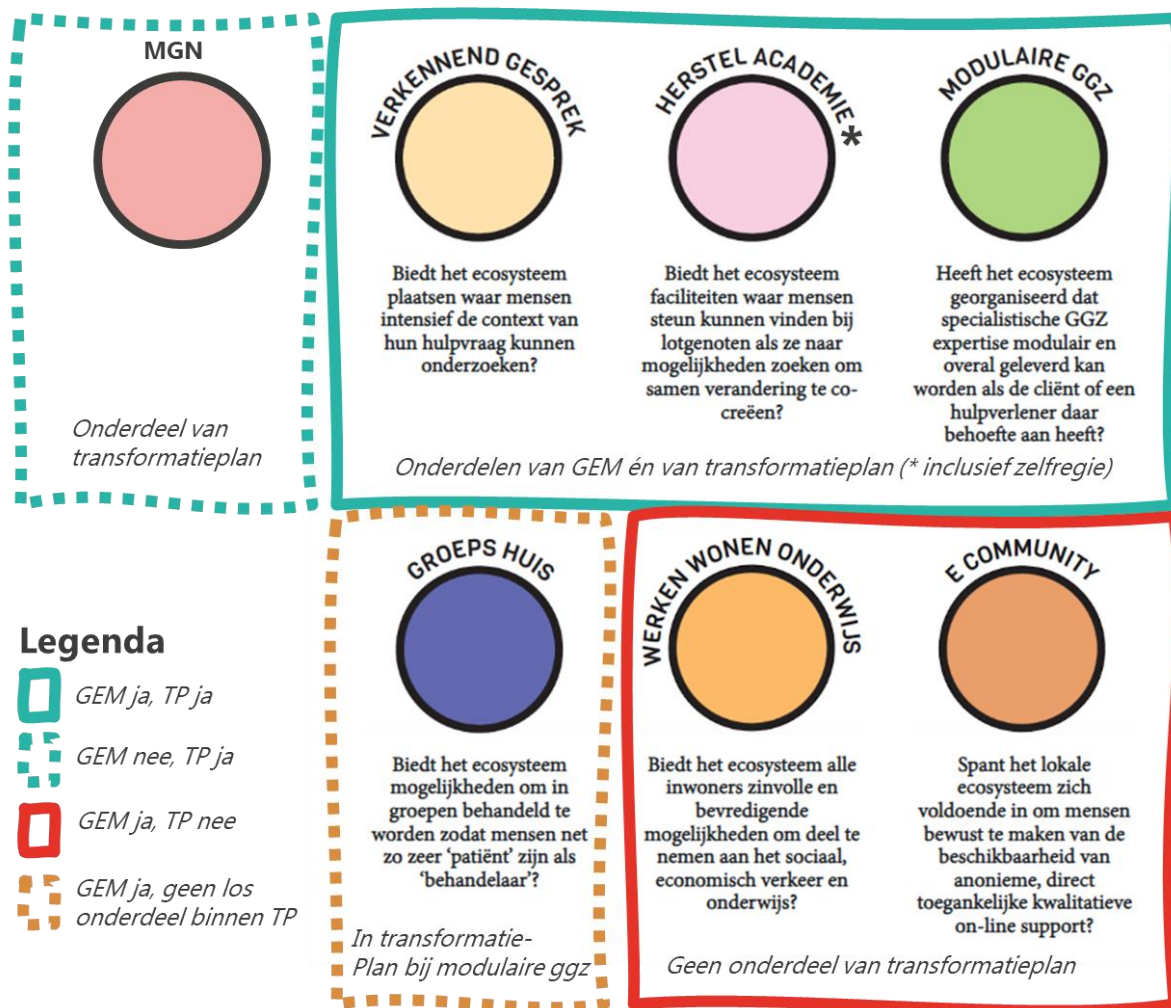 MGN
Onderdeel van
transformatieplan
VERKENNEND GESPREK
Biedt het ecosysteem
plaatsen waar mensen
intensief de context van
hun hulpvraag kunnen
onderzoeken?
HERSTEL ACADEMIE
*
Biedt het ecosysteem
faciliteiten waar mensen
steun kunnen vinden bij
lotgenoten als ze naar
mogelijkheden zoeken om
samen verandering te co-
creëen?
MODULAIRE GGZ
Heeft het ecosysteem
georganiseerd dat
specialistische GGZ
expertise modulair en
overal geleverd kan
worden als de cliënt of een
hulpverlener daar
behoefte aan heeft?
Onderdelen van GEM én van transformatieplan (* inclusief zelfregie)
GROEPS HUIS
Biedt het ecosysteem
mogelijkheden om in
groepen behandeld te
worden zodat mensen net
zo zeer ‘patiënt’ zijn als
‘behandelaar’?
In transformatie-
Plan bij modulaire ggz
WERKEN WONEN ONDERWIJS
Biedt het ecosysteem alle
inwoners zinvolle en
bevredigende
mogelijkheden om deel te
nemen aan het sociaal,
economisch verkeer en
onderwijs?
E COMMUNITY
Spant het lokale
ecosysteem zich
voldoende in om mensen
bewust te maken van de
beschikbaarheid van
anonieme, direct
toegankelijke kwalitatieve
on-line support?
Geen onderdeel van transformatieplan
Legenda
GEM ja, TP ja
GEM nee, TP ja
GEM ja, TP nee
GEM ja, geen los
onderdeel binnen TP